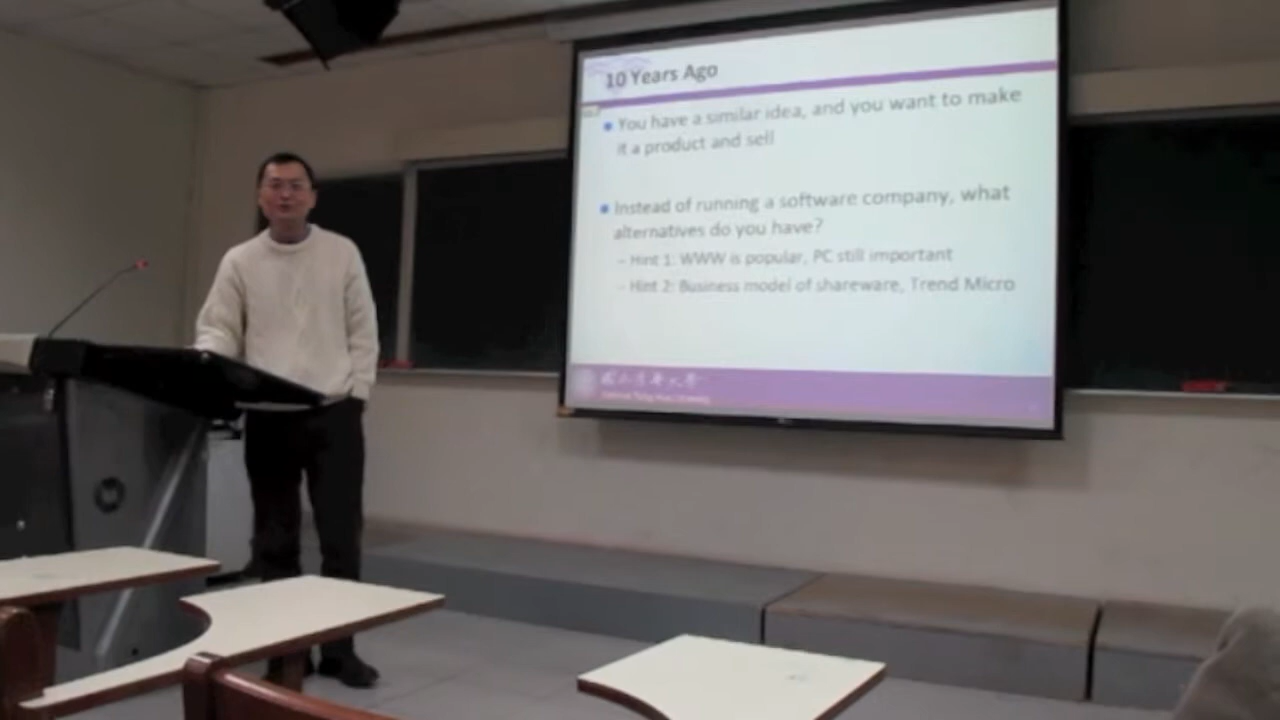 10 Years Ago
You have a similar idea, and you want to make
it a product and sell
Instead of running a software company, what
alternatives do you have?
– Hint 1: WWW is popular, PC still important
– Hint 2: Business model of shareware, Trend Micro